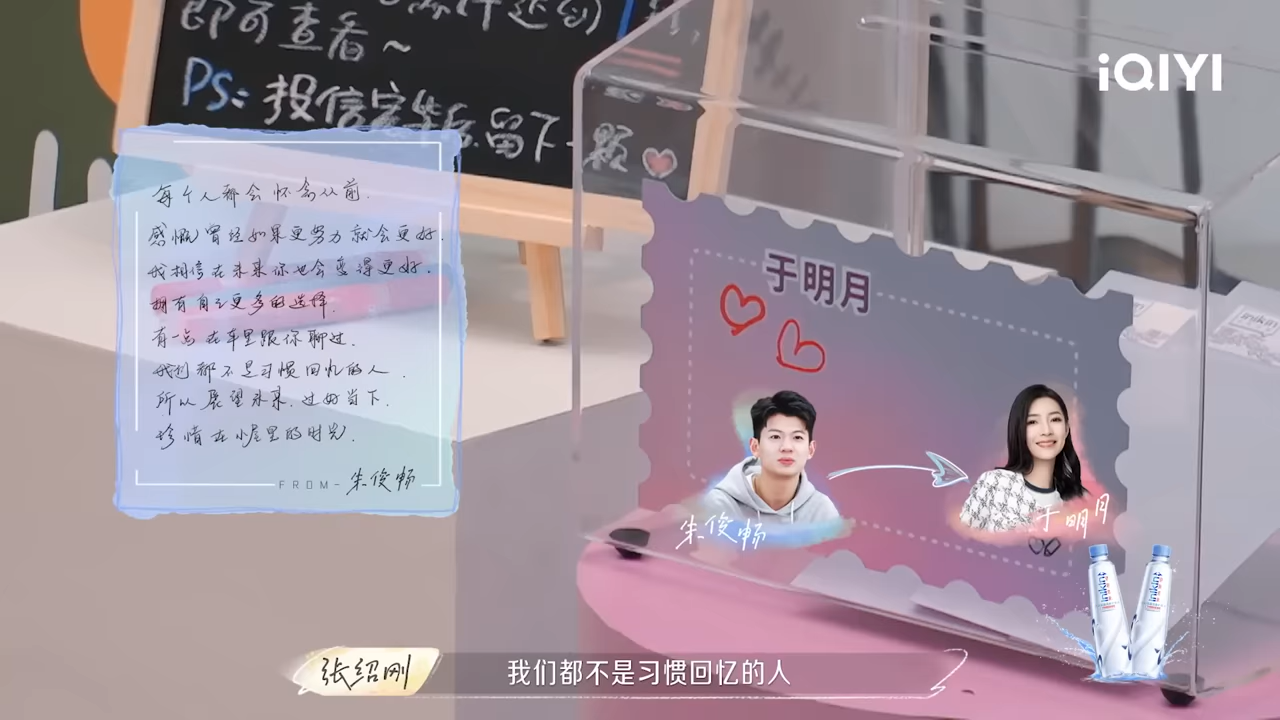 即可查看~
PS: 投信完毕后留下一颗
iQIYI
每个人都会怀念从前.
感慨曾经如果更努力就会更好.
我相信在未来你也会变得更好.
拥有自己更多的选择.
有一点在车里跟你聊过.
我们都不是习惯回忆的人.
所以展望未来.过好当下.
珍惜在小屋里的时光.
FROM-朱俊畅
于明月
朱俊畅
于明月
张绍刚
我们都不是习惯回忆的人